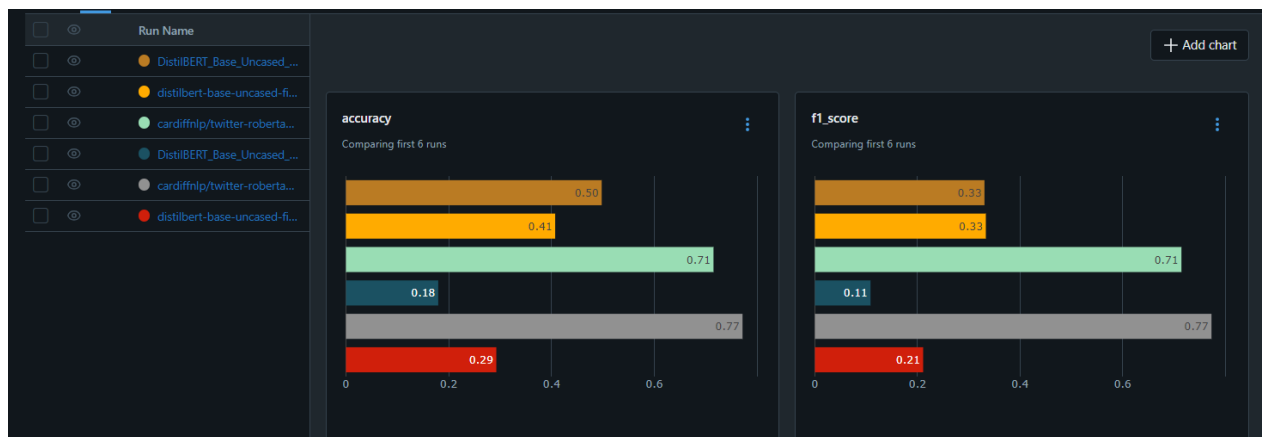 Run Name
DistilBERT_Base_Uncased_...
distilbert-base-uncased-fi...
cardiffnlp/twitter-roberta...
DistilBERT_Base_Uncased_...
cardiffnlp/twitter-roberta...
distilbert-base-uncased-fi...
+ Add chart
accuracy
Comparing first 6 runs
0.50
0.41
0.71
0.18
0.77
0.29
0 0.2 0.4 0.6
f1_score
Comparing first 6 runs
0.33
0.33
0.71
0.11
0.77
0.21
0 0.2 0.4 0.6